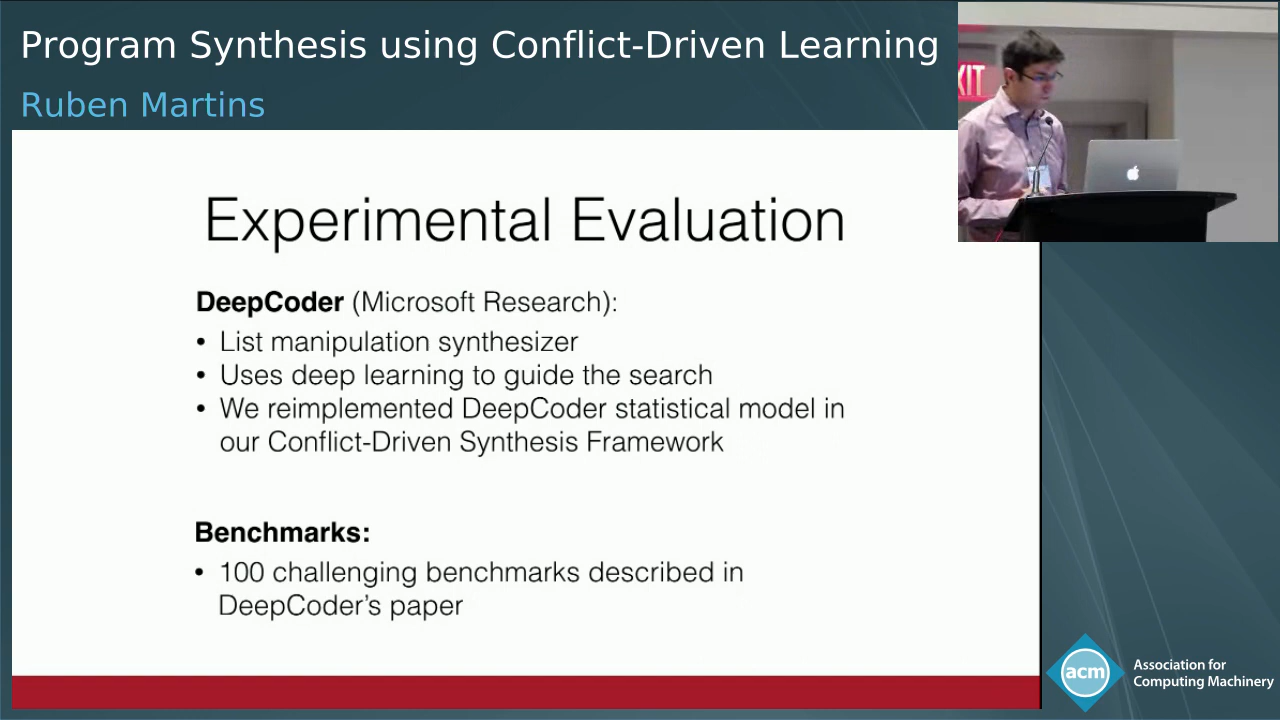 Program Synthesis using Conflict-Driven Learning
Ruben Martins
XIT
Experimental Evaluation
DeepCoder (Microsoft Research):
• List manipulation synthesizer
• Uses deep learning to guide the search
• We reimplemented DeepCoder statistical model in
our Conflict-Driven Synthesis Framework
Benchmarks:
• 100 challenging benchmarks described in
DeepCoder’s paper
acm
Association for
Computing Machinery